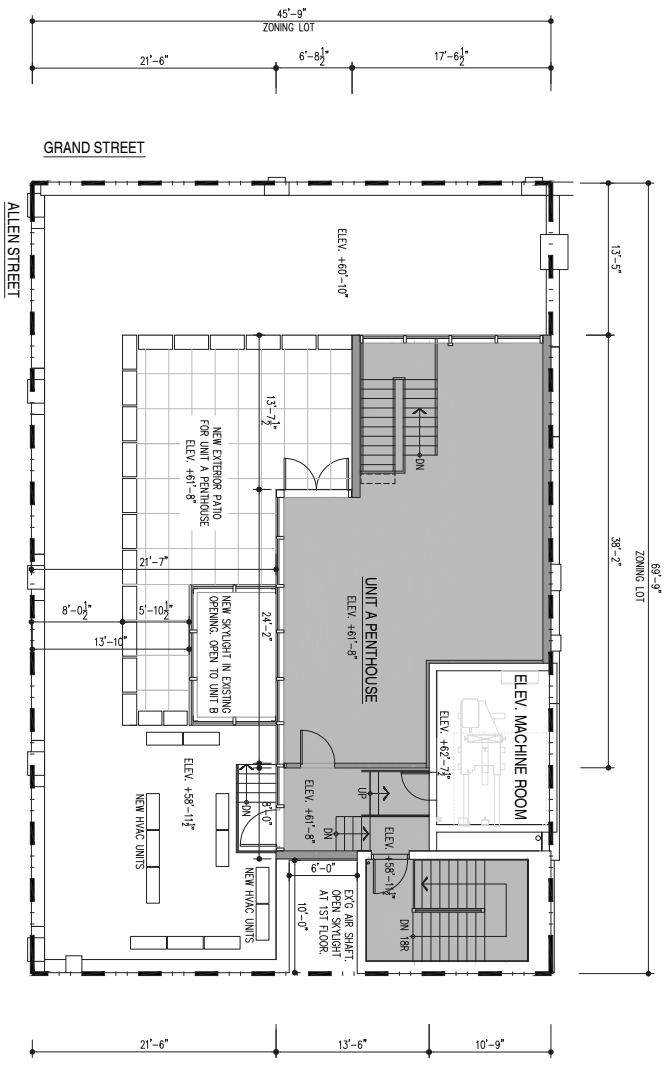 45'-9"
ZONING LOT
21'-6"
6'-8½"
17'-6½"
GRAND STREET
ALLEN STREET
ELEV. +60'-10"
13'-5"
13'-7½"
DN
NEW EXTERIOR PATIO
FOR UNIT A PENTHOUSE
ELEV. +61'-8"
38'-2"
69'-9"
ZONING LOT
21'-7"
8'-0½"
5'-10½"
13'-10"
24'-2"
NEW SKYLIGHT IN EXISTING
OPENING. OPEN TO UNIT B
UNIT A PENTHOUSE
ELEV. +61'-8"
ELEV. MACHINE ROOM
ELEV. +62'-7½"
ELEV. +58'-11½"
NEW HVAC UNITS
DN
8'-0"
ELEV. +61'-8"
UP
DN
ELEV. +58'-11½"
NEW HVAC UNITS
6'-0"
10'-0"
EX'G AIR SHAFT.
OPEN SKYLIGHT
AT 1ST FLOOR.
DN 18R
21'-6"
13'-6"
10'-9"